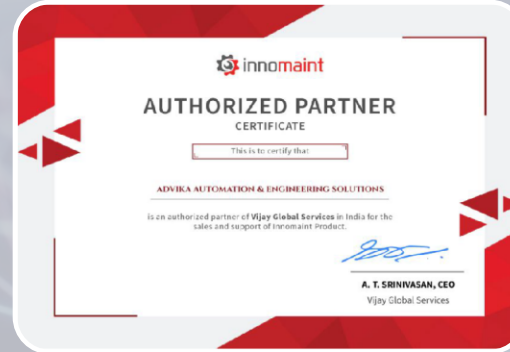 innomaint
AUTHORIZED PARTNER
CERTIFICATE
This is to certify that
ADVIKA AUTOMATION & ENGINEERING SOLUTIONS
is an authorized partner of Vijay Global Services in India for the
sales and support of Innomaint Product.
A. T. SRINIVASAN, CEO
Vijay Global Services